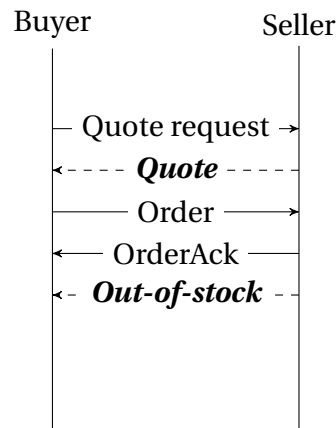 Buyer
Seller
Quote request
Quote
Order
OrderAck
Out-of-stock